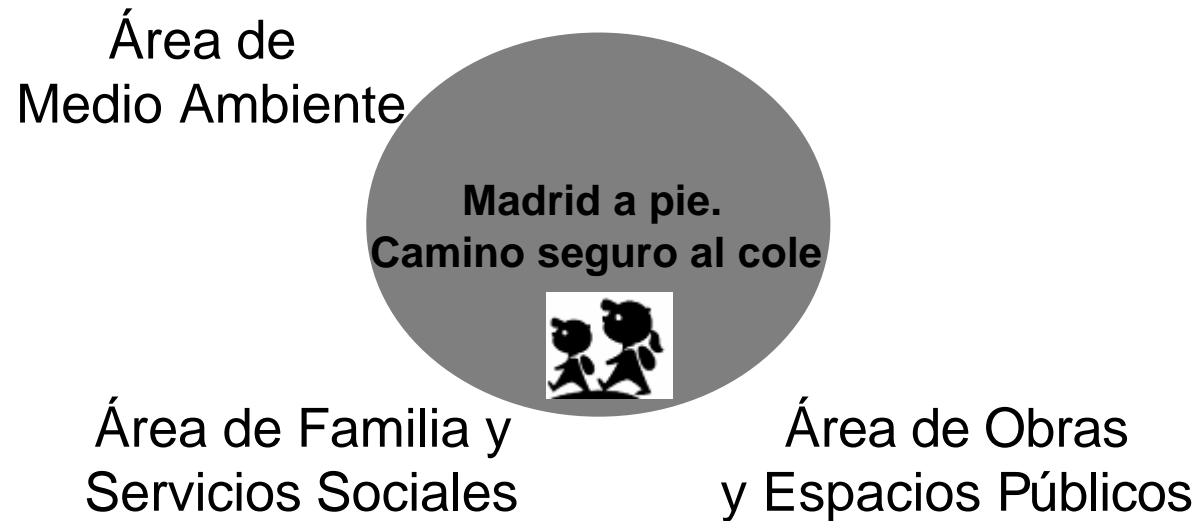 Área de
Medio Ambiente
Madrid a pie.
Camino seguro al cole
Área de Familia y
Servicios Sociales
Área de Obras
y Espacios Públicos